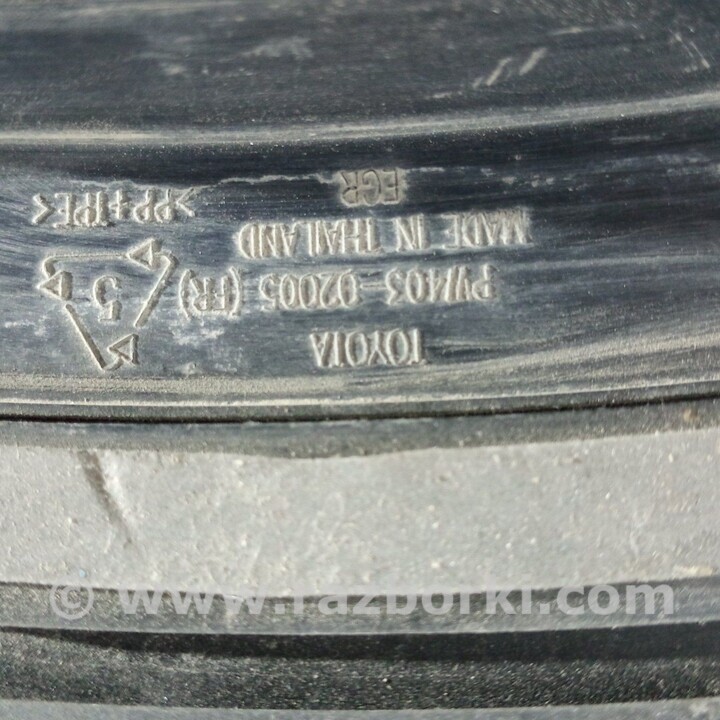 TOYOTA
PW403-02005 (FR)
MADE IN THAILAND
EGR
5
>PP+TPE<
© www.razborki.com